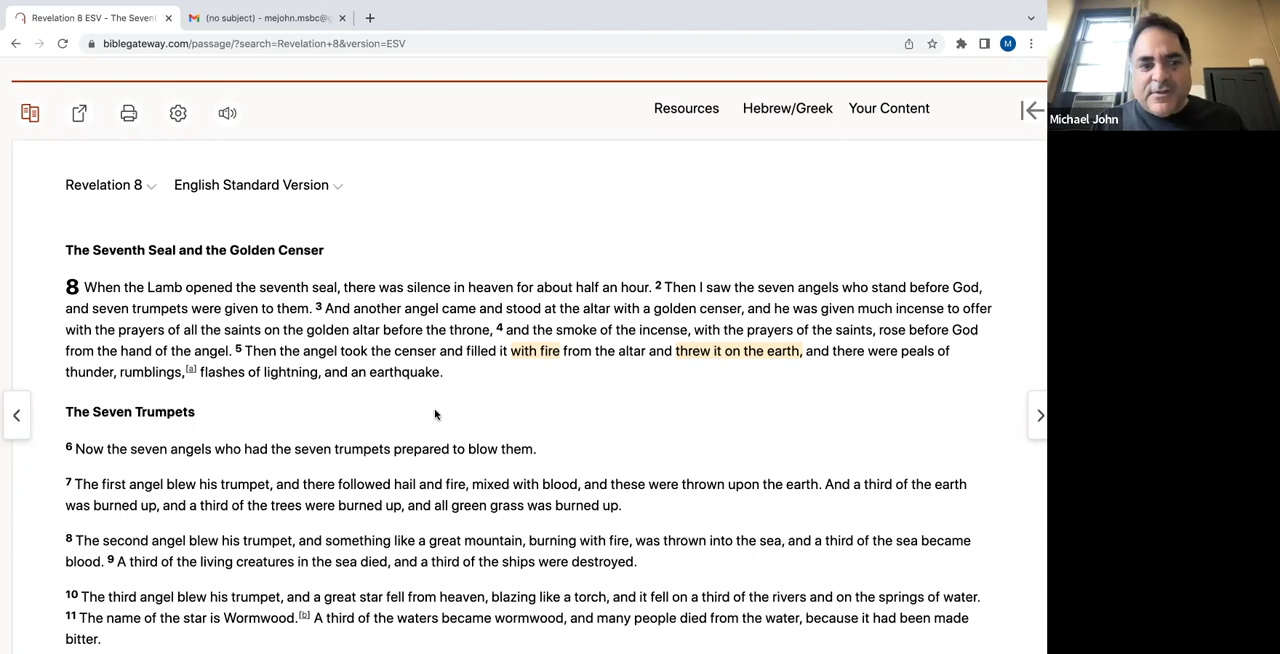 Revelation 8 ESV - The Sevent
(no subject) - mejohn.msbc@g
biblegateway.com/passage/?search=Revelation+8&version=ESV
M
Resources Hebrew/Greek Your Content
Michael John
Revelation 8 English Standard Version
The Seventh Seal and the Golden Censer
8 When the Lamb opened the seventh seal, there was silence in heaven for about half an hour. 2 Then I saw the seven angels who stand before God,
and seven trumpets were given to them. 3 And another angel came and stood at the altar with a golden censer, and he was given much incense to offer
with the prayers of all the saints on the golden altar before the throne, 4 and the smoke of the incense, with the prayers of the saints, rose before God
from the hand of the angel. 5 Then the angel took the censer and filled it with fire from the altar and threw it on the earth, and there were peals of
thunder, rumblings,[a] flashes of lightning, and an earthquake.
The Seven Trumpets
6 Now the seven angels who had the seven trumpets prepared to blow them.
7 The first angel blew his trumpet, and there followed hail and fire, mixed with blood, and these were thrown upon the earth. And a third of the earth
was burned up, and a third of the trees were burned up, and all green grass was burned up.
8 The second angel blew his trumpet, and something like a great mountain, burning with fire, was thrown into the sea, and a third of the sea became
blood. 9 A third of the living creatures in the sea died, and a third of the ships were destroyed.
10 The third angel blew his trumpet, and a great star fell from heaven, blazing like a torch, and it fell on a third of the rivers and on the springs of water.
11 The name of the star is Wormwood.[b] A third of the waters became wormwood, and many people died from the water, because it had been made
bitter.